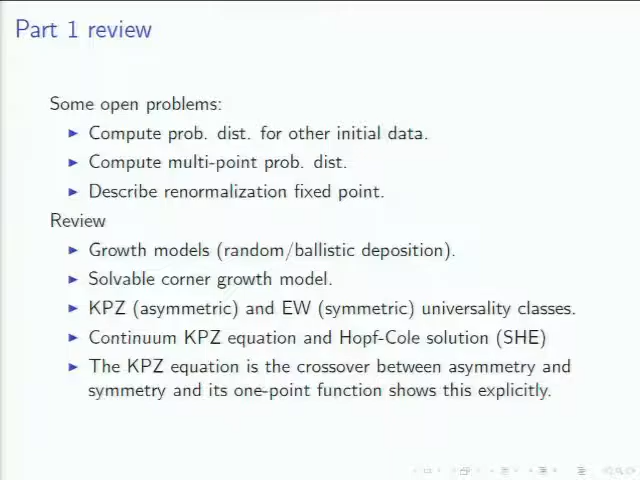 Part 1 review
Some open problems:
▶ Compute prob. dist. for other initial data.
▶ Compute multi-point prob. dist.
▶ Describe renormalization fixed point.
Review
▶ Growth models (random/ballistic deposition).
▶ Solvable corner growth model.
▶ KPZ (asymmetric) and EW (symmetric) universality classes.
▶ Continuum KPZ equation and Hopf-Cole solution (SHE)
▶ The KPZ equation is the crossover between asymmetry and
symmetry and its one-point function shows this explicitly.